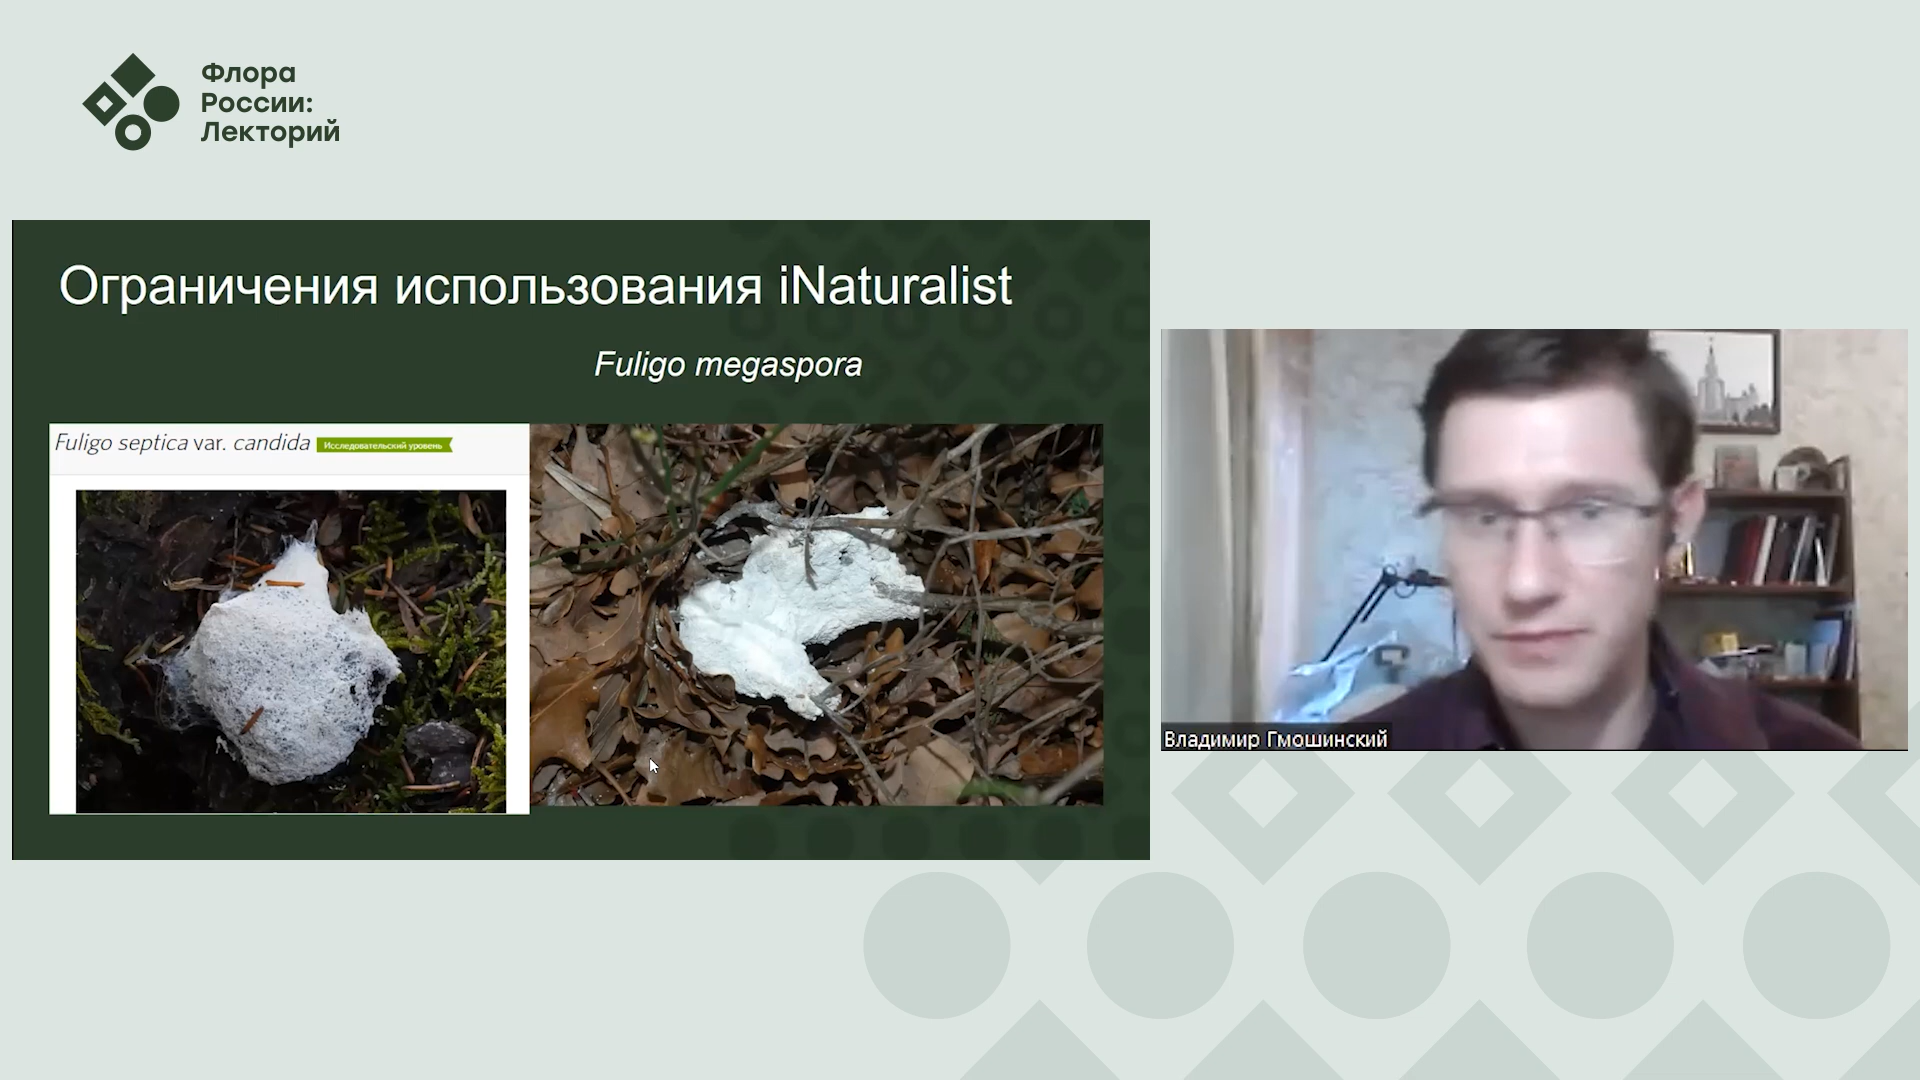 Флора
России:
Лекторий
Ограничения использования iNaturalist
Fuligo megaspora
Fuligo septica var. candida Исследовательский уровень
Владимир Гмошинский